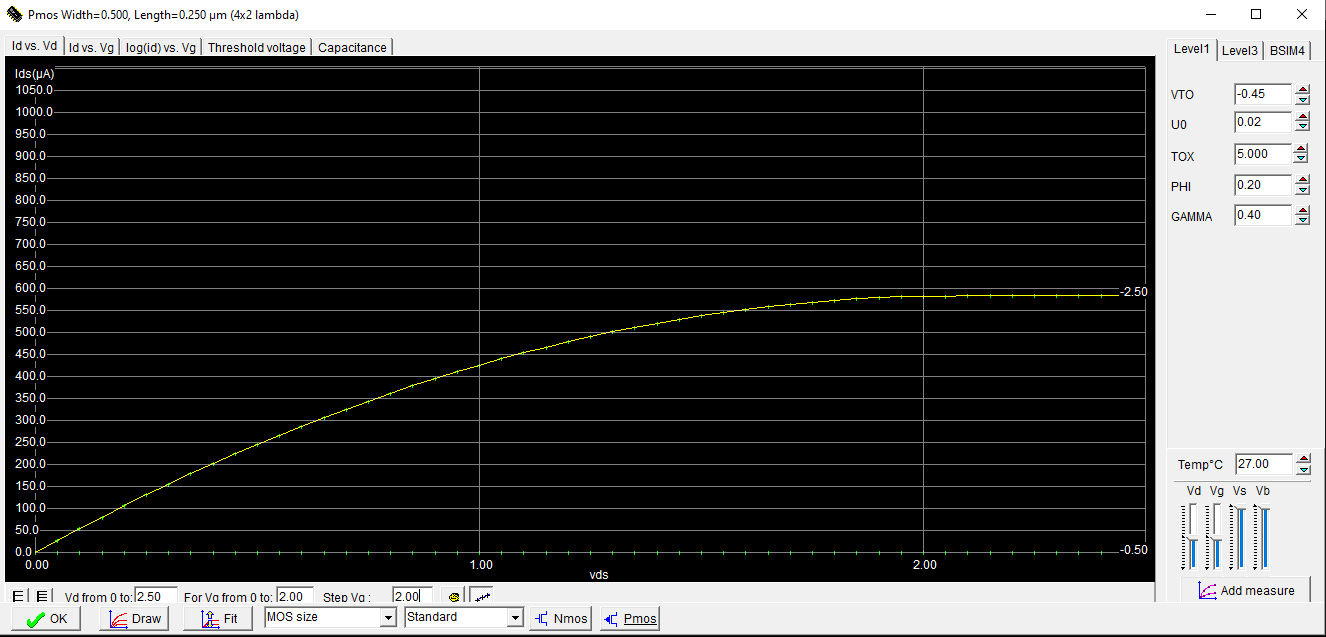 Pmos Width=0.500, Length=0.250 µm (4x2 lambda)
Id vs. Vd Id vs. Vg log(id) vs. Vg Threshold voltage Capacitance
Level1 Level3 BSIM4
Ids(µA)
1050.0
1000.0
950.0
900.0
850.0
800.0
750.0
700.0
650.0
600.0
550.0
500.0
450.0
400.0
350.0
300.0
250.0
200.0
150.0
100.0
50.0
0.0
-2.50
-0.50
0.00 1.00 2.00
vds
VTO -0.45
U0 0.02
TOX 5.000
PHI 0.20
GAMMA 0.40
Temp°C 27.00
Vd Vg Vs Vb
Add measure
Vd from 0 to: 2.50 For Vg from 0 to: 2.00 Step Vg : 2.00
OK Draw Fit MOS size Standard Nmos Pmos